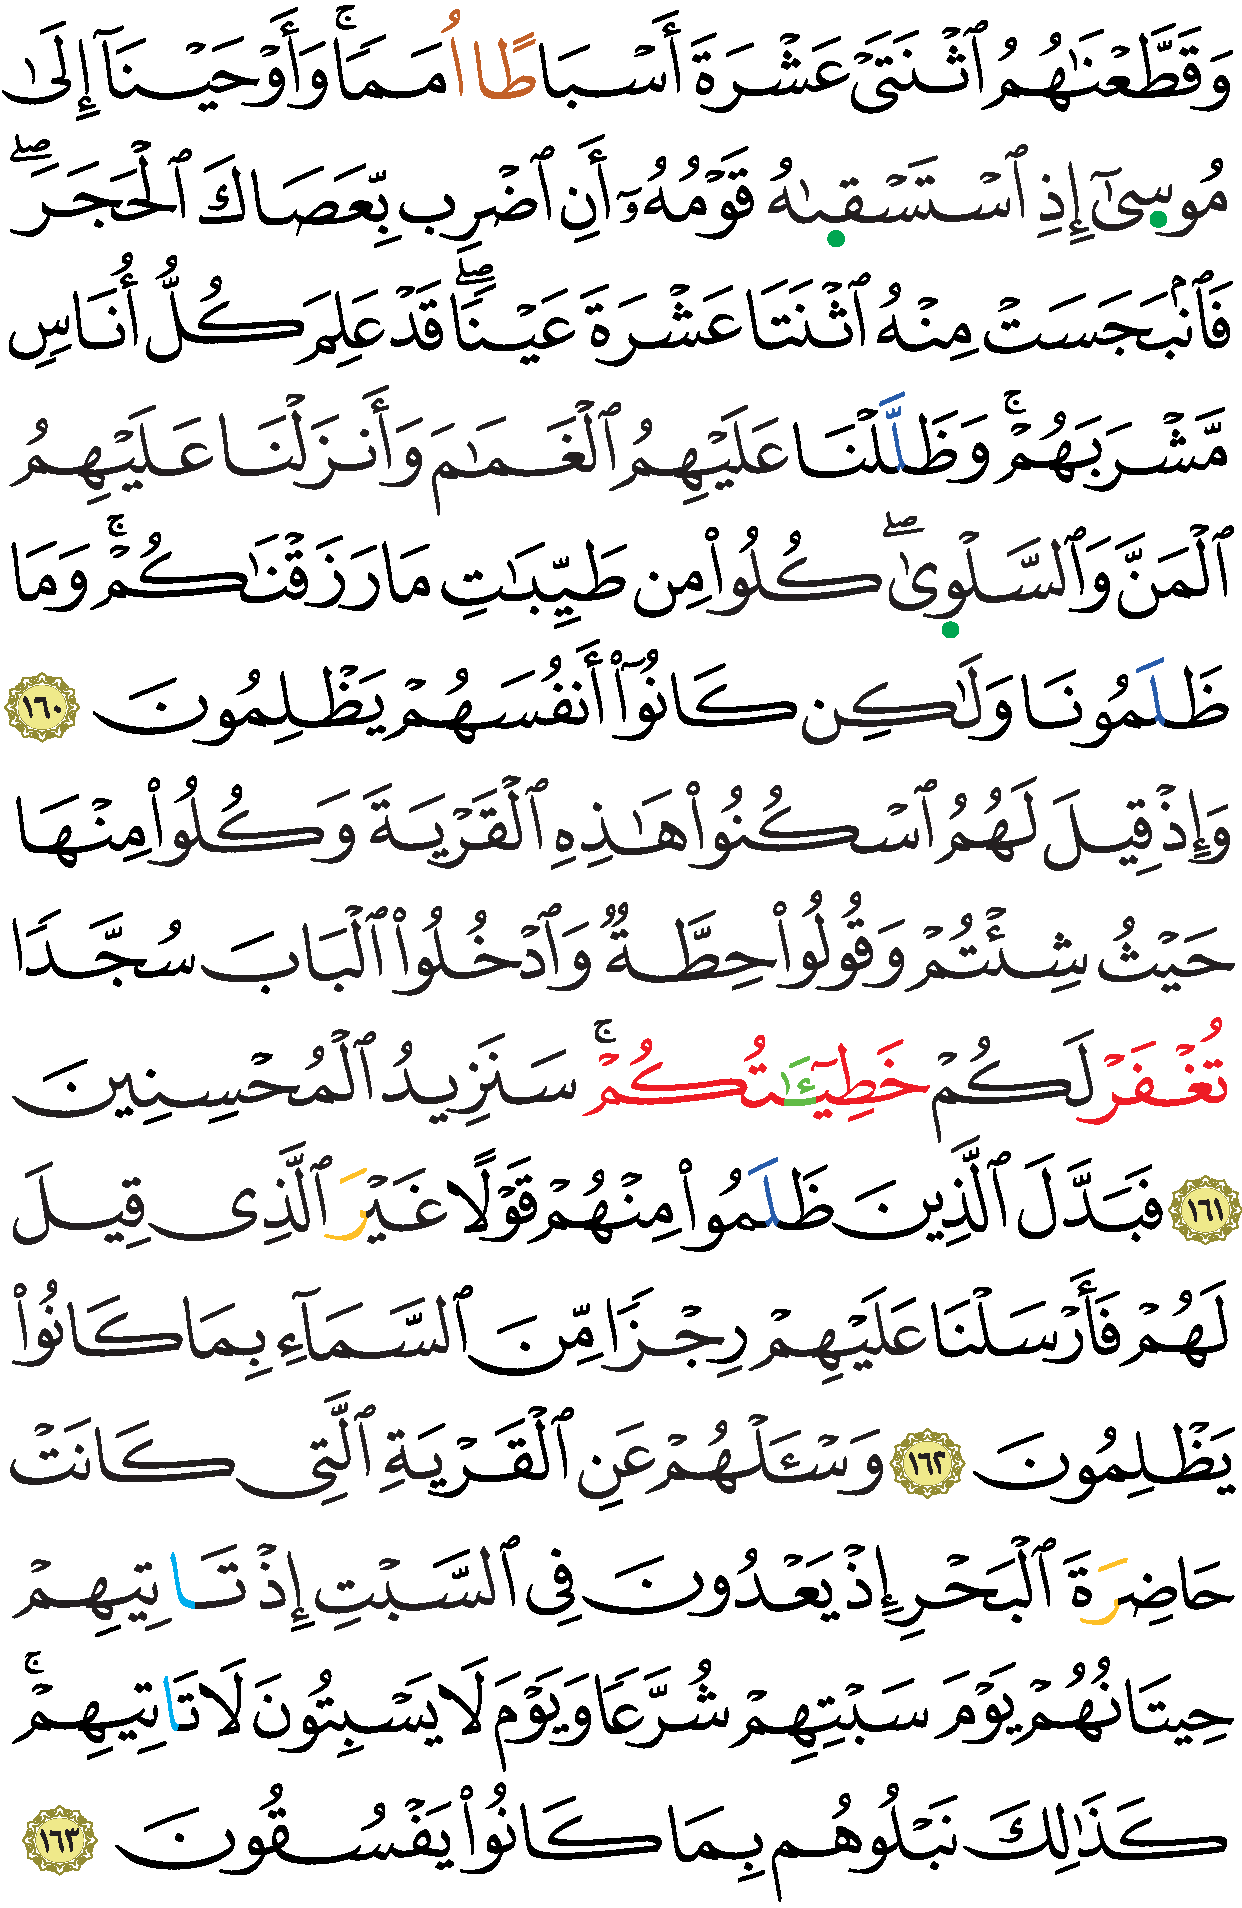 وَقَطَّعْنَٰهُمُ ٱثْنَتَىْ عَشْرَةَ أَسْبَاطًا اُمَمًاۚ وَأَوْحَيْنَآ إِلَىٰ
مُوسِىٰٓ إِذِ ٱسْتَسْقِىٰهُ قَوْمُهُۥٓ أَنِ ٱضْرِب بِّعَصَاكَ ٱلْحَجَرَۖ
فَٱنۢبَجَسَتْ مِنْهُ ٱثْنَتَا عَشْرَةَ عَيْنًاۖ قَدْ عَلِمَ كُلُّ أُنَاسٍ
مَّشْرَبَهُمْۚ وَظَلَّلْنَا عَلَيْهِمُ ٱلْغَمَٰمَ وَأَنزَلْنَا عَلَيْهِمُ
ٱلْمَنَّ وَٱلسَّلْوىٰۖ كُلُوا۟ مِن طَيِّبَٰتِ مَا رَزَقْنَٰكُمْۚ وَمَا
ظَلَمُونَا وَلَٰكِن كَانُوٓا۟ أَنفُسَهُمْ يَظْلِمُونَ ١٦٠
وَإِذْ قِيلَ لَهُمُ ٱسْكُنُوا۟ هَٰذِهِ ٱلْقَرْيَةَ وَكُلُوا۟ مِنْهَا
حَيْثُ شِئْتُمْ وَقُولُوا۟ حِطَّةٌ وَٱدْخُلُوا۟ ٱلْبَابَ سُجَّدًا
تُغْفَرْ لَكُمْ خَطِيٓـَٰٔتُكُمْۚ سَنَزِيدُ ٱلْمُحْسِنِينَ
١٦١ فَبَدَّلَ ٱلَّذِينَ ظَلَمُوا۟ مِنْهُمْ قَوْلًا غَيْرَ ٱلَّذِى قِيلَ
لَهُمْ فَأَرْسَلْنَا عَلَيْهِمْ رِجْزًا مِّنَ ٱلسَّمَآءِ بِمَا كَانُوا۟
يَظْلِمُونَ ١٦٢ وَسْـَٔلْهُمْ عَنِ ٱلْقَرْيَةِ ٱلَّتِى كَانَتْ
حَاضِرَةَ ٱلْبَحْرِ إِذْ يَعْدُونَ فِى ٱلسَّبْتِ إِذْ تَاتِيهِمْ
حِيتَانُهُمْ يَوْمَ سَبْتِهِمْ شُرَّعًا وَيَوْمَ لَا يَسْبِتُونَ لَا تَاتِيهِمْۚ
كَذَٰلِكَ نَبْلُوهُم بِمَا كَانُوا۟ يَفْسُقُونَ ١٦٣